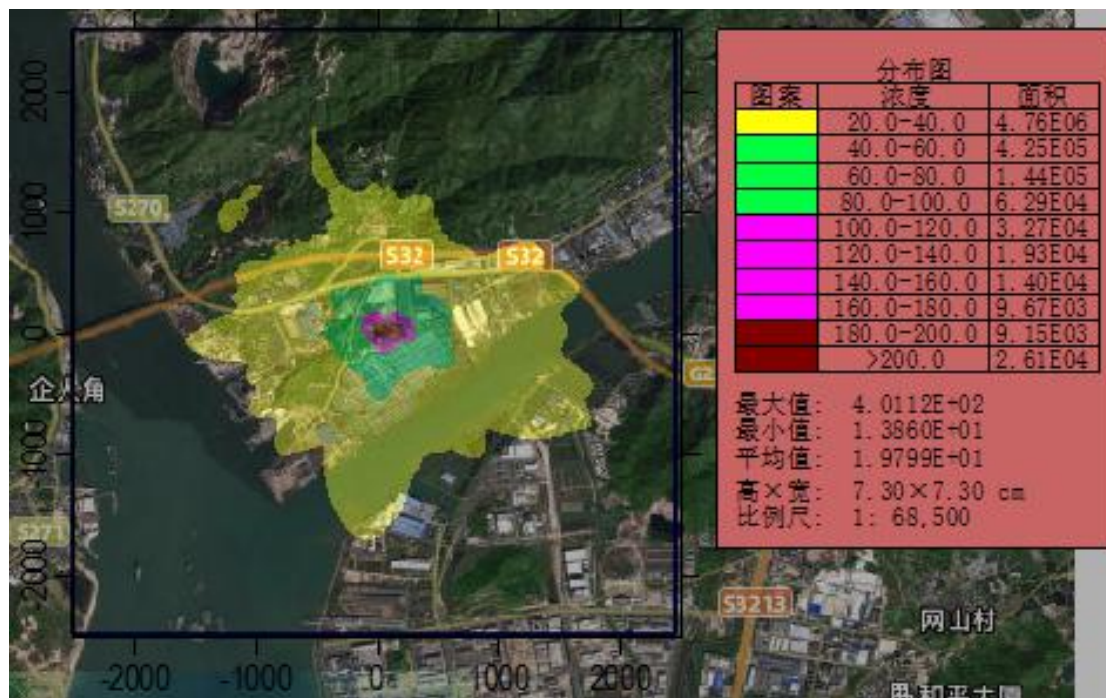 分布图
图案 浓度 面积
20.0-40.0 4.76E06
40.0-60.0 4.25E05
60.0-80.0 1.44E05
80.0-100.0 6.29E04
100.0-120.0 3.27E04
120.0-140.0 1.93E04
140.0-160.0 1.40E04
160.0-180.0 9.67E03
180.0-200.0 9.15E03
>200.0 2.61E04
最大值: 4.0112E+02
最小值: 1.3860E+01
平均值: 1.9799E+01
高×宽: 7.30×7.30 cm
比例尺: 1: 68,500
2000
1000
0
-1000
-2000
-2000 -1000 0 1000 2000
S270
S32 S32
企人角
G2
S271
S3213
网山村